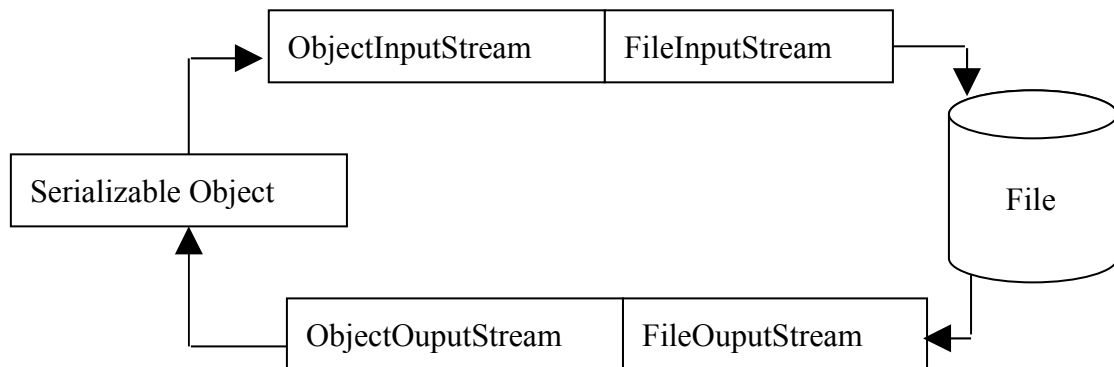 ObjectInputStream
FileInputStream
Serializable Object
File
ObjectOuputStream
FileOuputStream